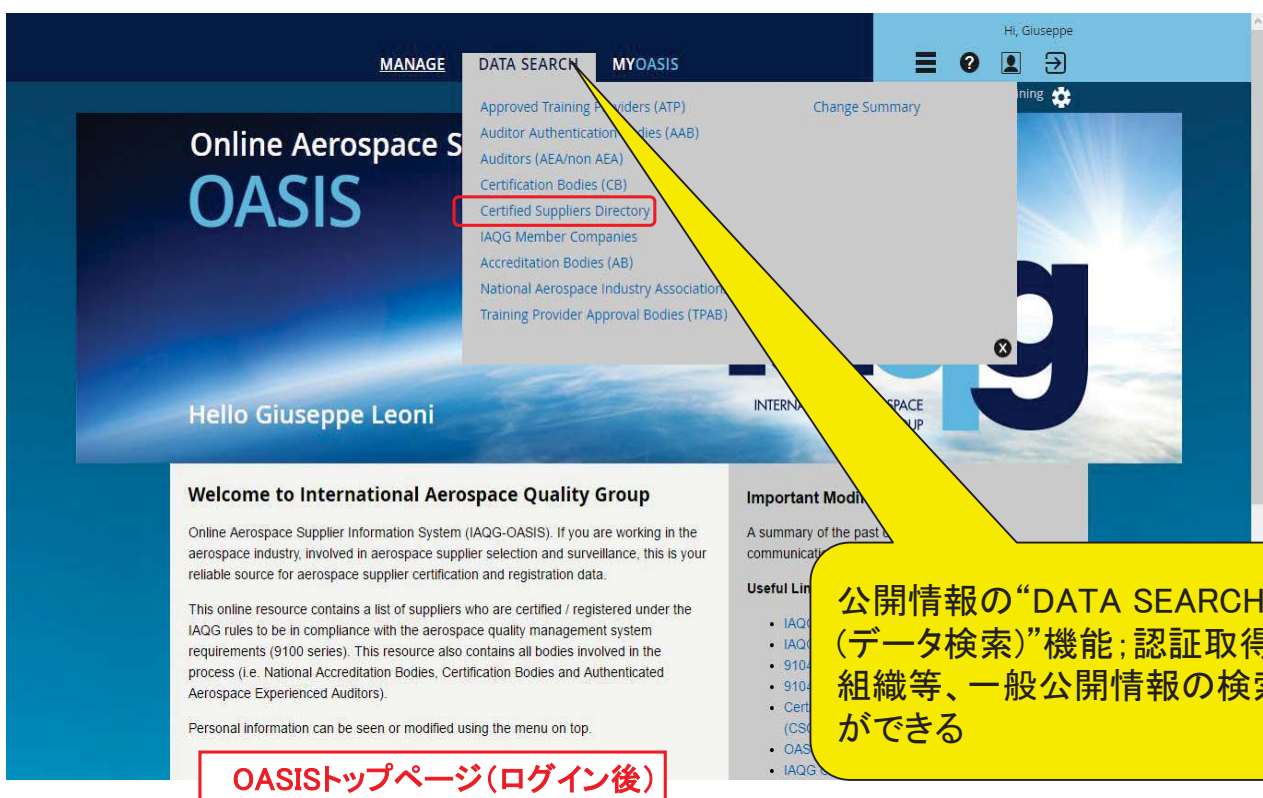 Hi, Giuseppe
MANAGE DATA SEARCH MYOASIS
ining
Approved Training Providers (ATP)
Auditor Authentication Bodies (AAB)
Auditors (AEA/non AEA)
Certification Bodies (CB)
Certified Suppliers Directory
IAQG Member Companies
Accreditation Bodies (AB)
National Aerospace Industry Association
Training Provider Approval Bodies (TPAB)
Change Summary
Online Aerospace S
OASIS
Hello Giuseppe Leoni
Welcome to International Aerospace Quality Group
Online Aerospace Supplier Information System (IAQG-OASIS). If you are working in the
aerospace industry, involved in aerospace supplier selection and surveillance, this is your
reliable source for aerospace supplier certification and registration data.
This online resource contains a list of suppliers who are certified / registered under the
IAQG rules to be in compliance with the aerospace quality management system
requirements (9100 series). This resource also contains all bodies involved in the
process (i.e. National Accreditation Bodies, Certification Bodies and Authenticated
Aerospace Experienced Auditors).
Personal information can be seen or modified using the menu on top.
OASISトップページ(ログイン後)
Important Modi
A summary of the past
communicati
Useful Lin
IAQG
9104
9104
Cert
(CS
OAS
IAQG
公開情報の“DATA SEARCH
(データ検索)”機能;認証取得
組織等、一般公開情報の検索
ができる